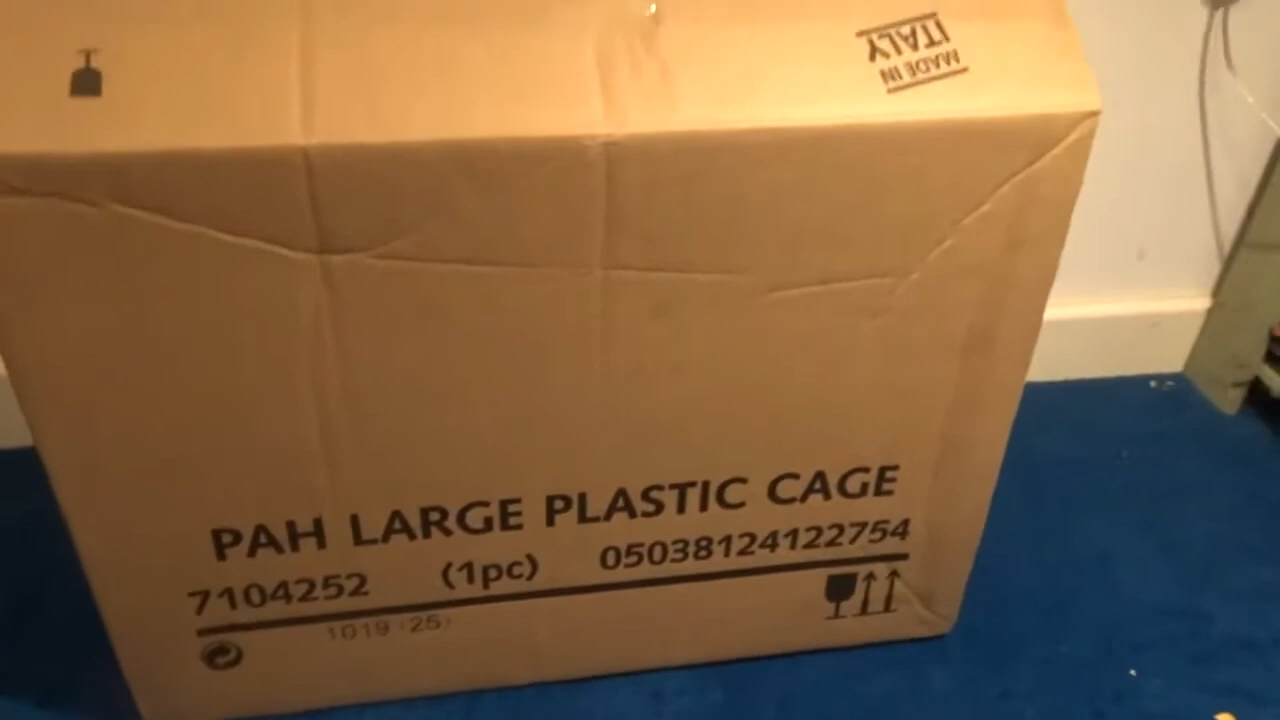 MADE IN
ITALY
PAH LARGE PLASTIC CAGE
7104252 (1pc) 05038124122754
1019 (25)